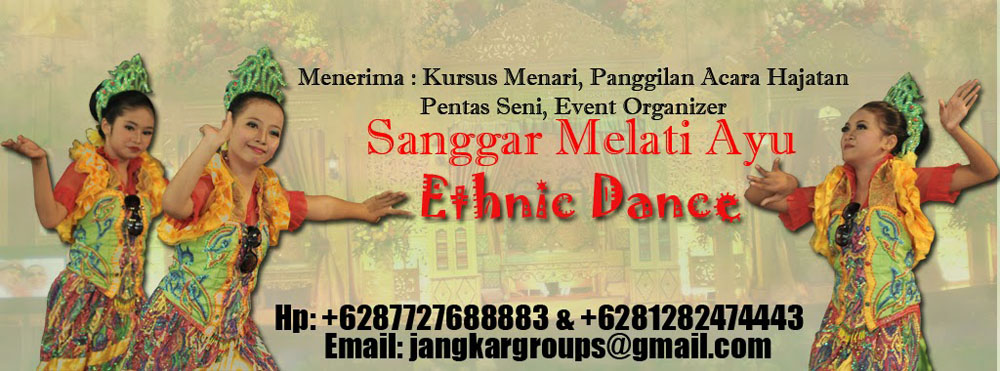 Menerima : Kursus Menari, Panggilan Acara Hajatan
Pentas Seni, Event Organizer
Sanggar Melati Ayu
Ethnic Dance
Hp: +6287727688883 & +6281282474443
Email: jangkargroups@gmail.com